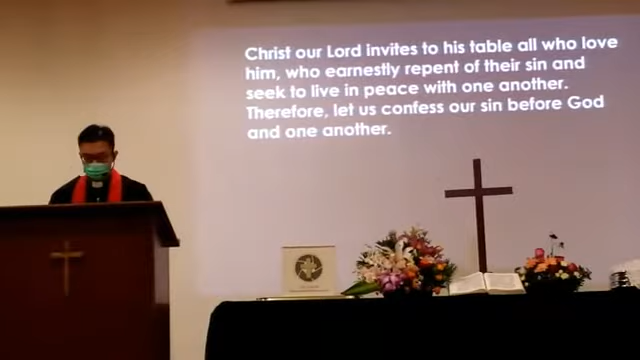 Christ our Lord invites to his table all who love
him, who earnestly repent of their sin and
seek to live in peace with one another.
Therefore, let us confess our sin before God
and one another.